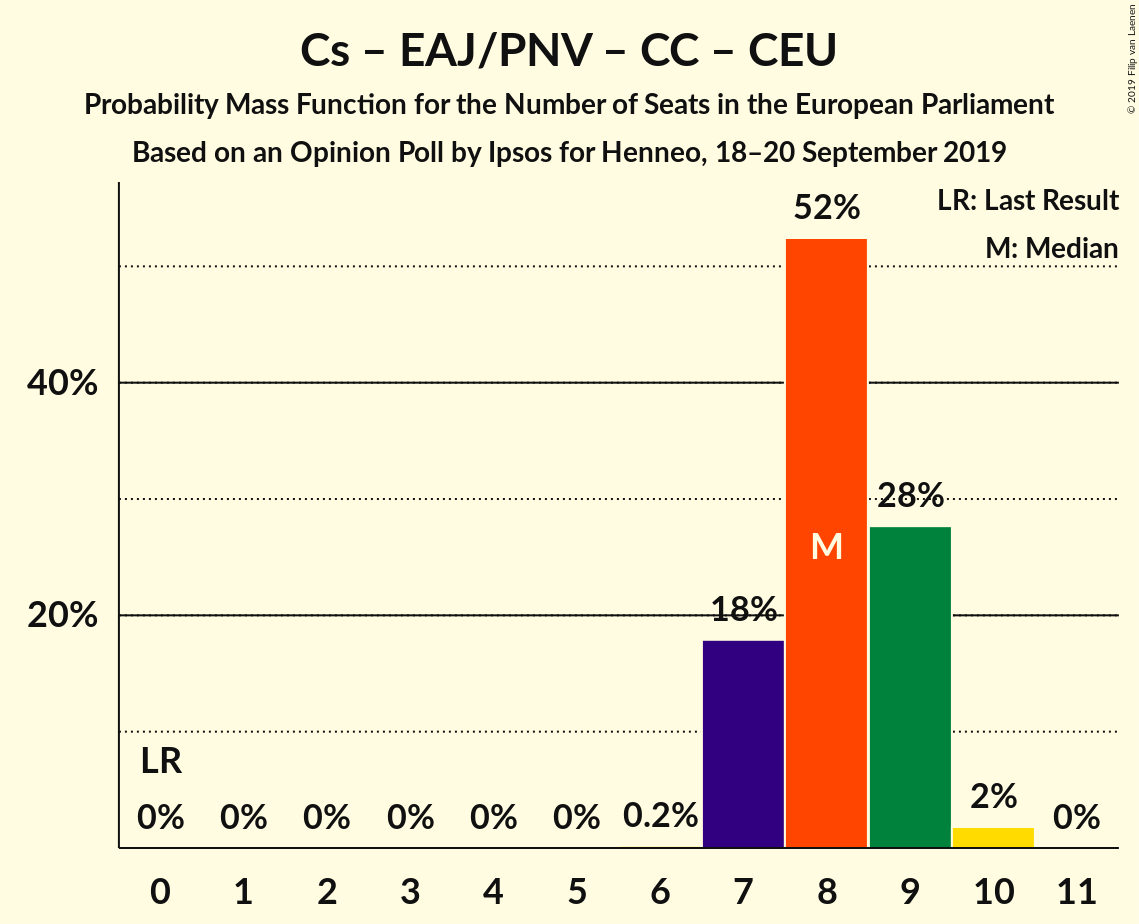 Cs – EAJ/PNV – CC – CEU
Probability Mass Function for the Number of Seats in the European Parliament
Based on an Opinion Poll by Ipsos for Henneo, 18–20 September 2019
© 2019 Filip van Laenen
LR: Last Result
M: Median
52%
40%
28%
M
20%
18%
LR
0% 0% 0% 0% 0% 0% 0.2% 2% 0%
0 1 2 3 4 5 6 7 8 9 10 11